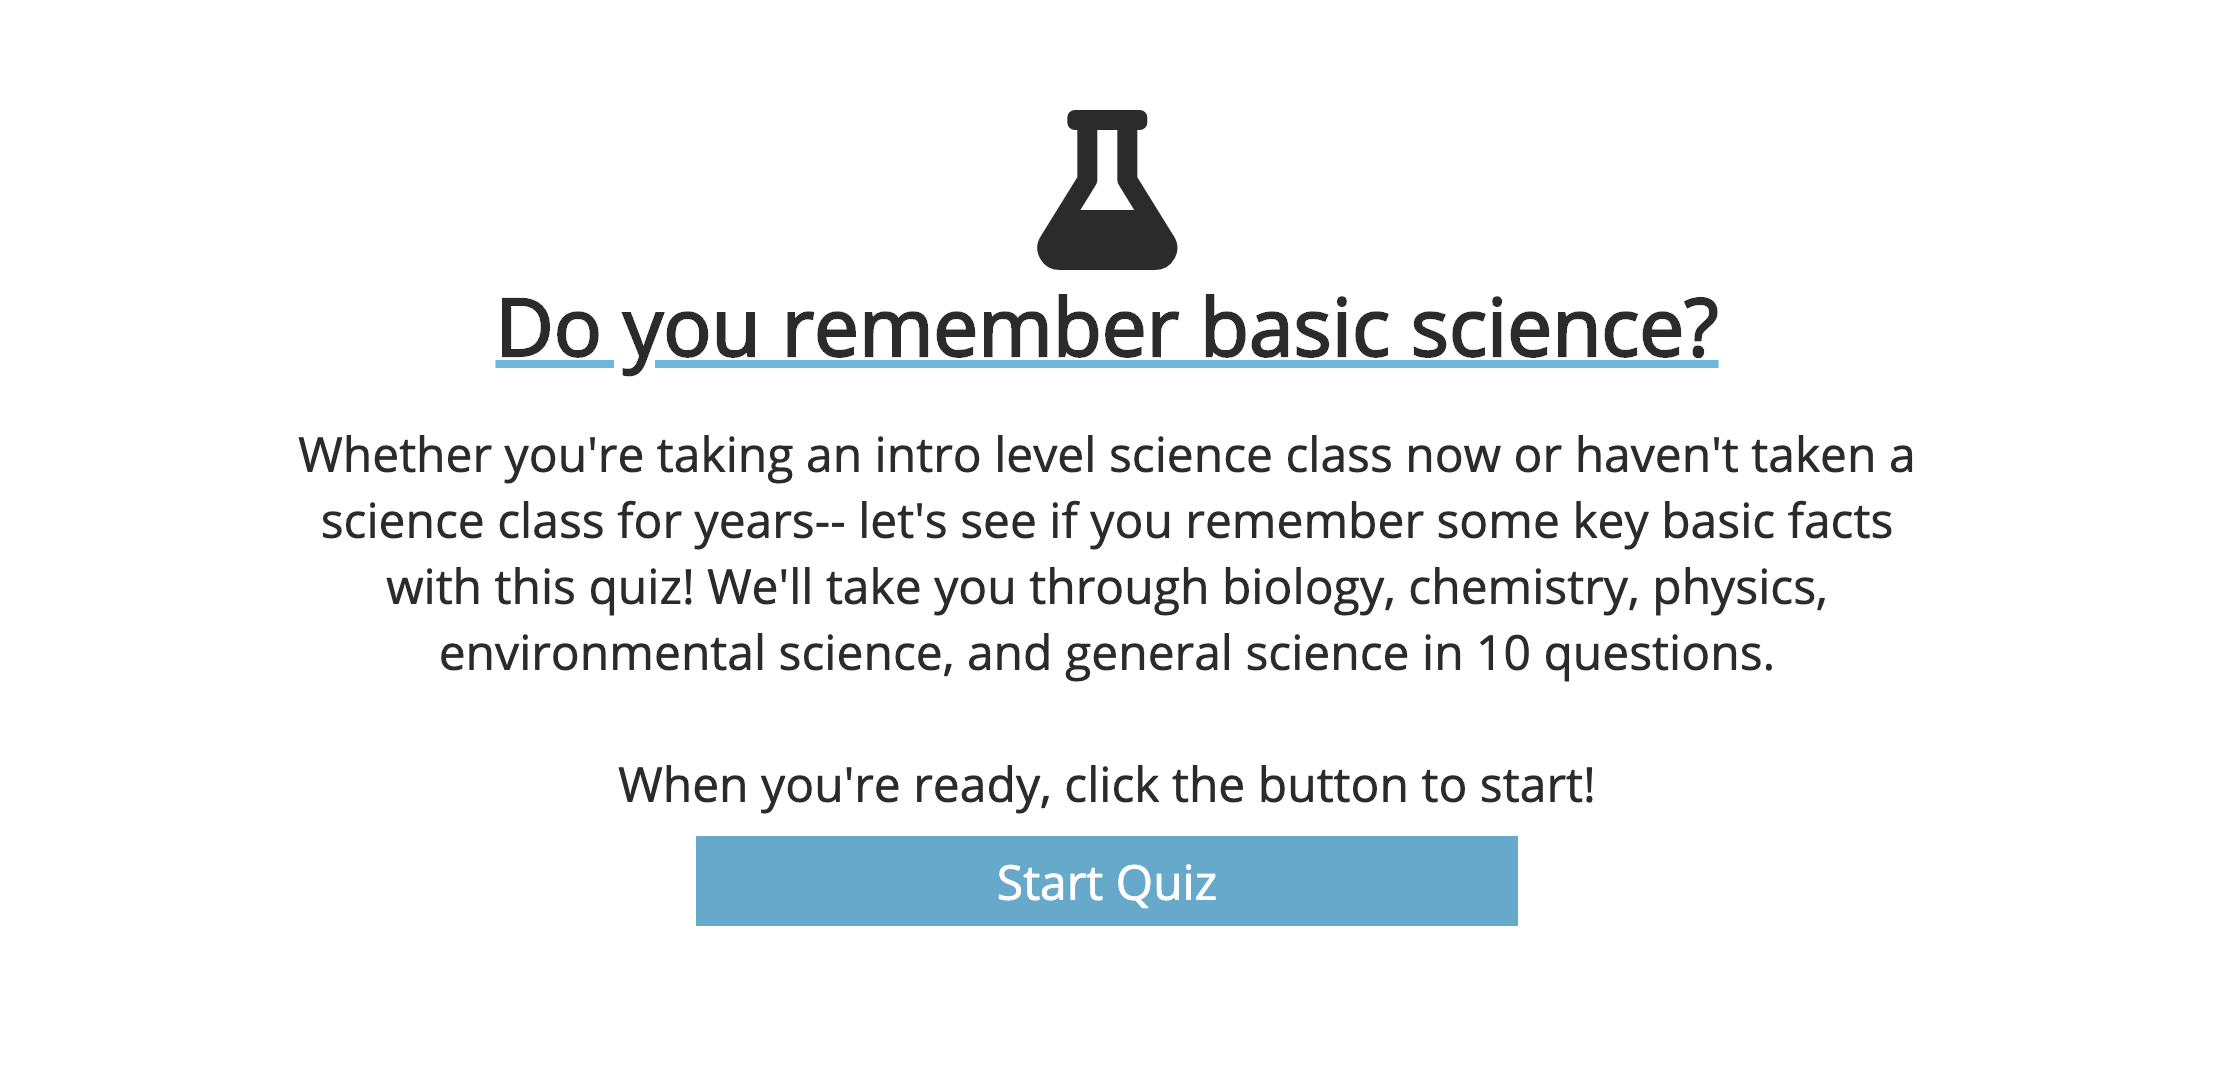 Do you remember basic science?
Whether you're taking an intro level science class now or haven't taken a
science class for years-- let's see if you remember some key basic facts
with this quiz! We'll take you through biology, chemistry, physics,
environmental science, and general science in 10 questions.
When you're ready, click the button to start!
Start Quiz